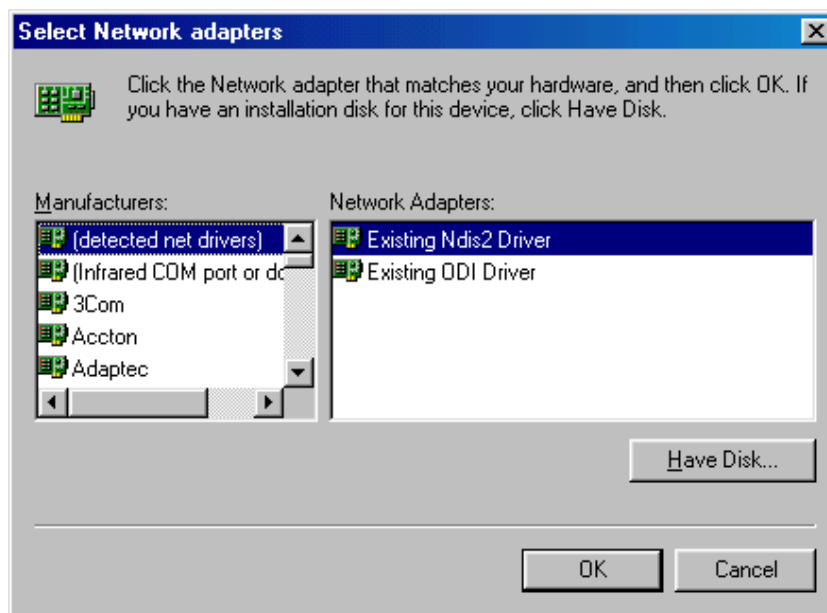 Select Network adapters
Click the Network adapter that matches your hardware, and then click OK. If
you have an installation disk for this device, click Have Disk.
Manufacturers:
(detected net drivers)
(Infrared COM port or do
3Com
Accton
Adaptec
Network Adapters:
Existing Ndis2 Driver
Existing ODI Driver
Have Disk...
OK
Cancel